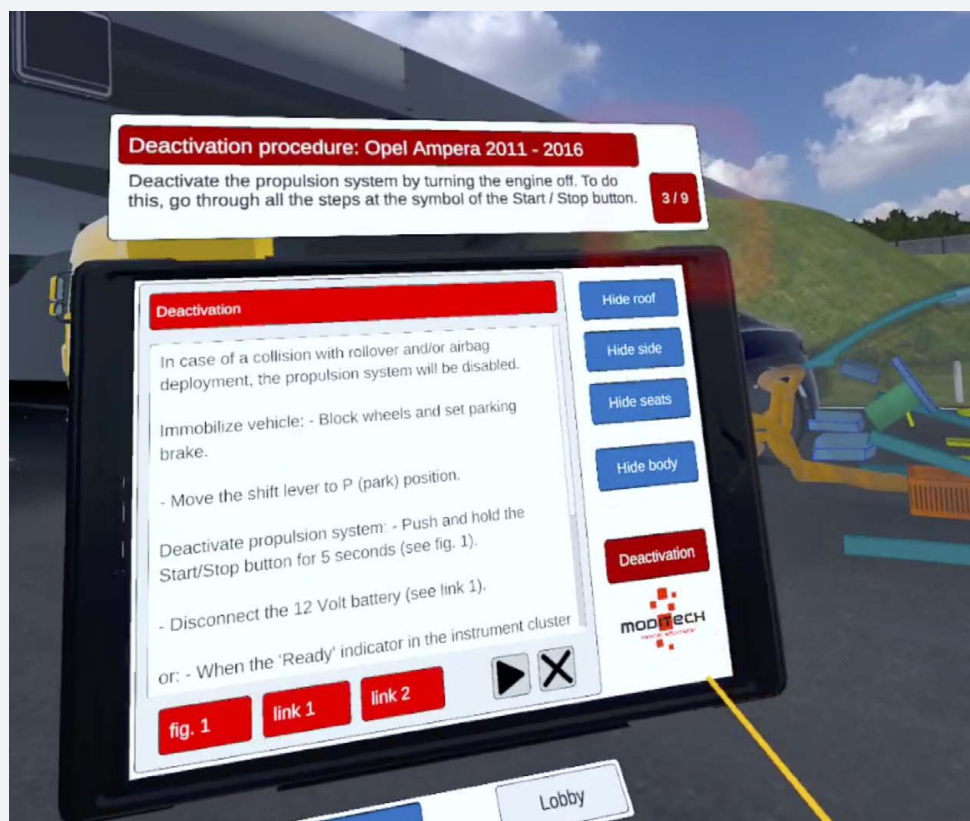 Deactivation procedure: Opel Ampera 2011 - 2016
Deactivate the propulsion system by turning the engine off. To do
this, go through all the steps at the symbol of the Start / Stop button.
3 / 9
Deactivation
In case of a collision with rollover and/or airbag
deployment, the propulsion system will be disabled.
Immobilize vehicle: - Block wheels and set parking
brake.
- Move the shift lever to P (park) position.
Deactivate propulsion system: - Push and hold the
Start/Stop button for 5 seconds (see fig. 1).
- Disconnect the 12 Volt battery (see link 1).
or: - When the 'Ready' indicator in the instrument cluster
fig. 1
link 1
link 2
Hide roof
Hide side
Hide seats
Hide body
Deactivation
MODITECH
Lobby